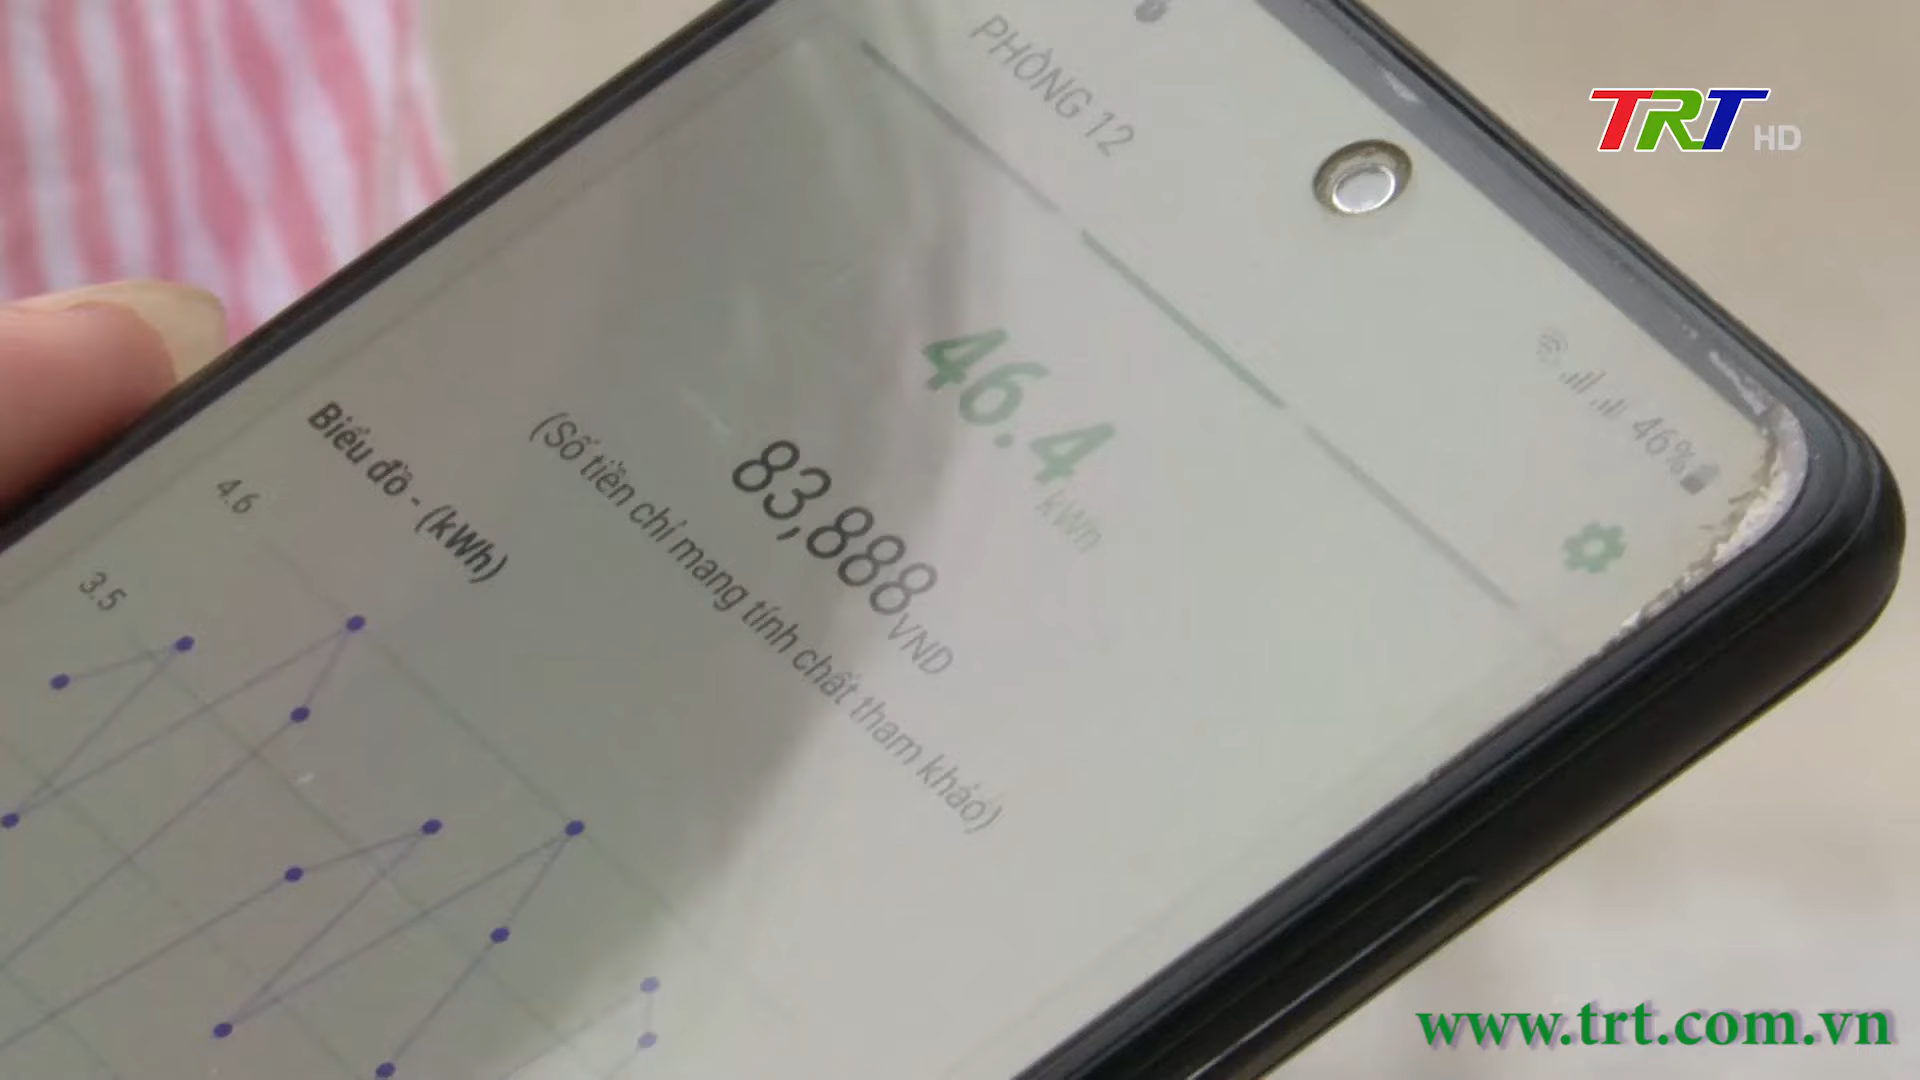 TRT HD
46%
PHÒNG 12
46.4
kWh
83,888 VND
(Số tiền chỉ mang tính chất tham khảo)
Biểu đồ - (kWh)
4.6
3.5
www.trt.com.vn